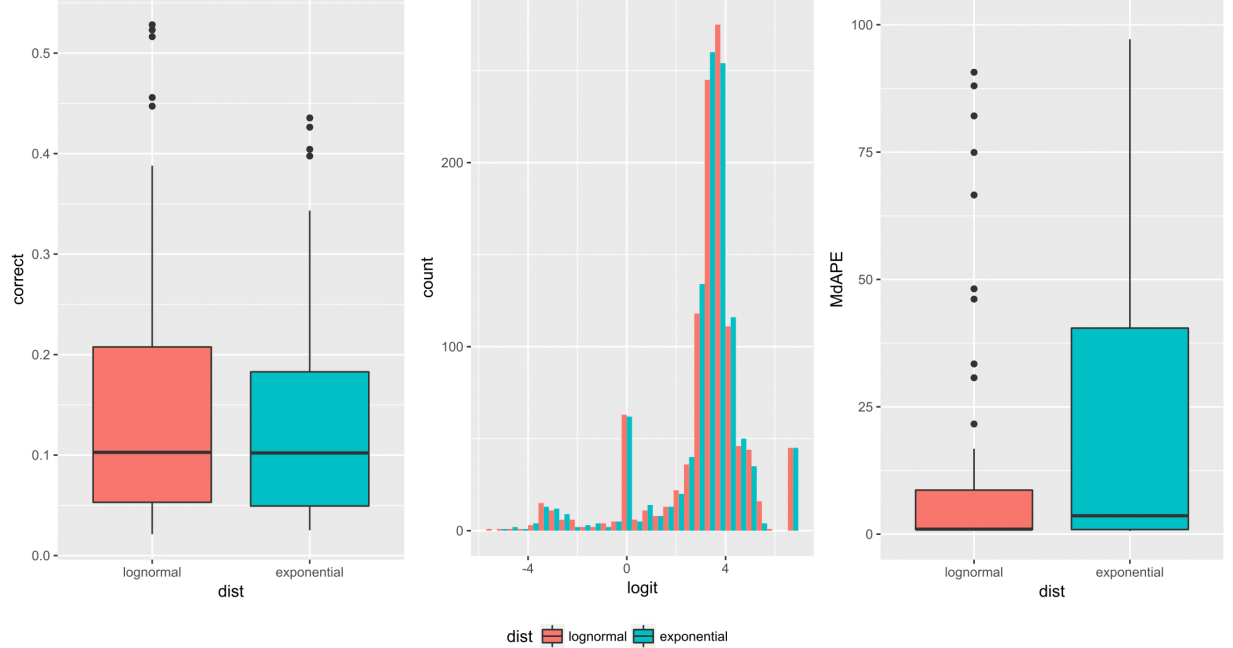 correct
0.5
0.4
0.3
0.2
0.1
0.0
lognormal
exponential
dist
count
200
100
0
-4
0
4
logit
MdAPE
100
75
50
25
0
lognormal
exponential
dist
dist lognormal exponential